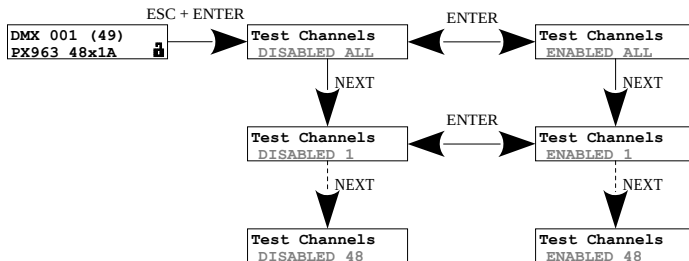 ESC + ENTER
DMX 001 (49)
PX963 48x1A
Test Channels
DISABLED ALL
ENTER
Test Channels
ENABLED ALL
NEXT
NEXT
Test Channels
DISABLED 1
ENTER
Test Channels
ENABLED 1
NEXT
NEXT
Test Channels
DISABLED 48
Test Channels
ENABLED 48